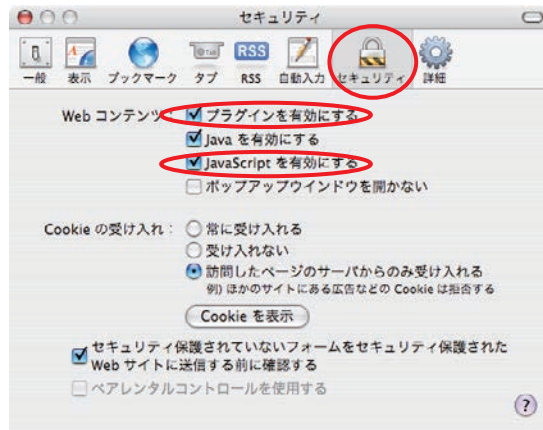 セキュリティ
RSS
一般 表示 ブックマーク タブ RSS 自動入力 セキュリティ 詳細
Web コンテンツ： プラグインを有効にする
Java を有効にする
JavaScript を有効にする
ポップアップウインドウを開かない
Cookie の受け入れ： 常に受け入れる
受け入れない
訪問したページのサーバからのみ受け入れる
例) ほかのサイトにある広告などの Cookie は拒否する
Cookie を表示
セキュリティ保護されていないフォームをセキュリティ保護された
Web サイトに送信する前に確認する
ペアレンタルコントロールを使用する
?